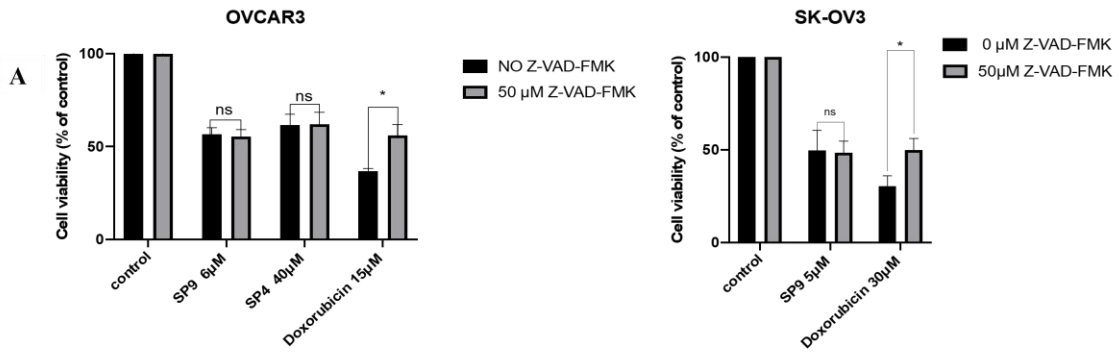 A
OVCAR3
Cell viability (% of control)
100
50
0
ns
ns
*
control
SP9 6μM
SP4 40μM
Doxorubicin 15μM
NO Z-VAD-FMK
50 μM Z-VAD-FMK
SK-OV3
Cell viability (% of control)
100
50
0
ns
*
control
SP9 5μM
Doxorubicin 30μM
0 μM Z-VAD-FMK
50μM Z-VAD-FMK